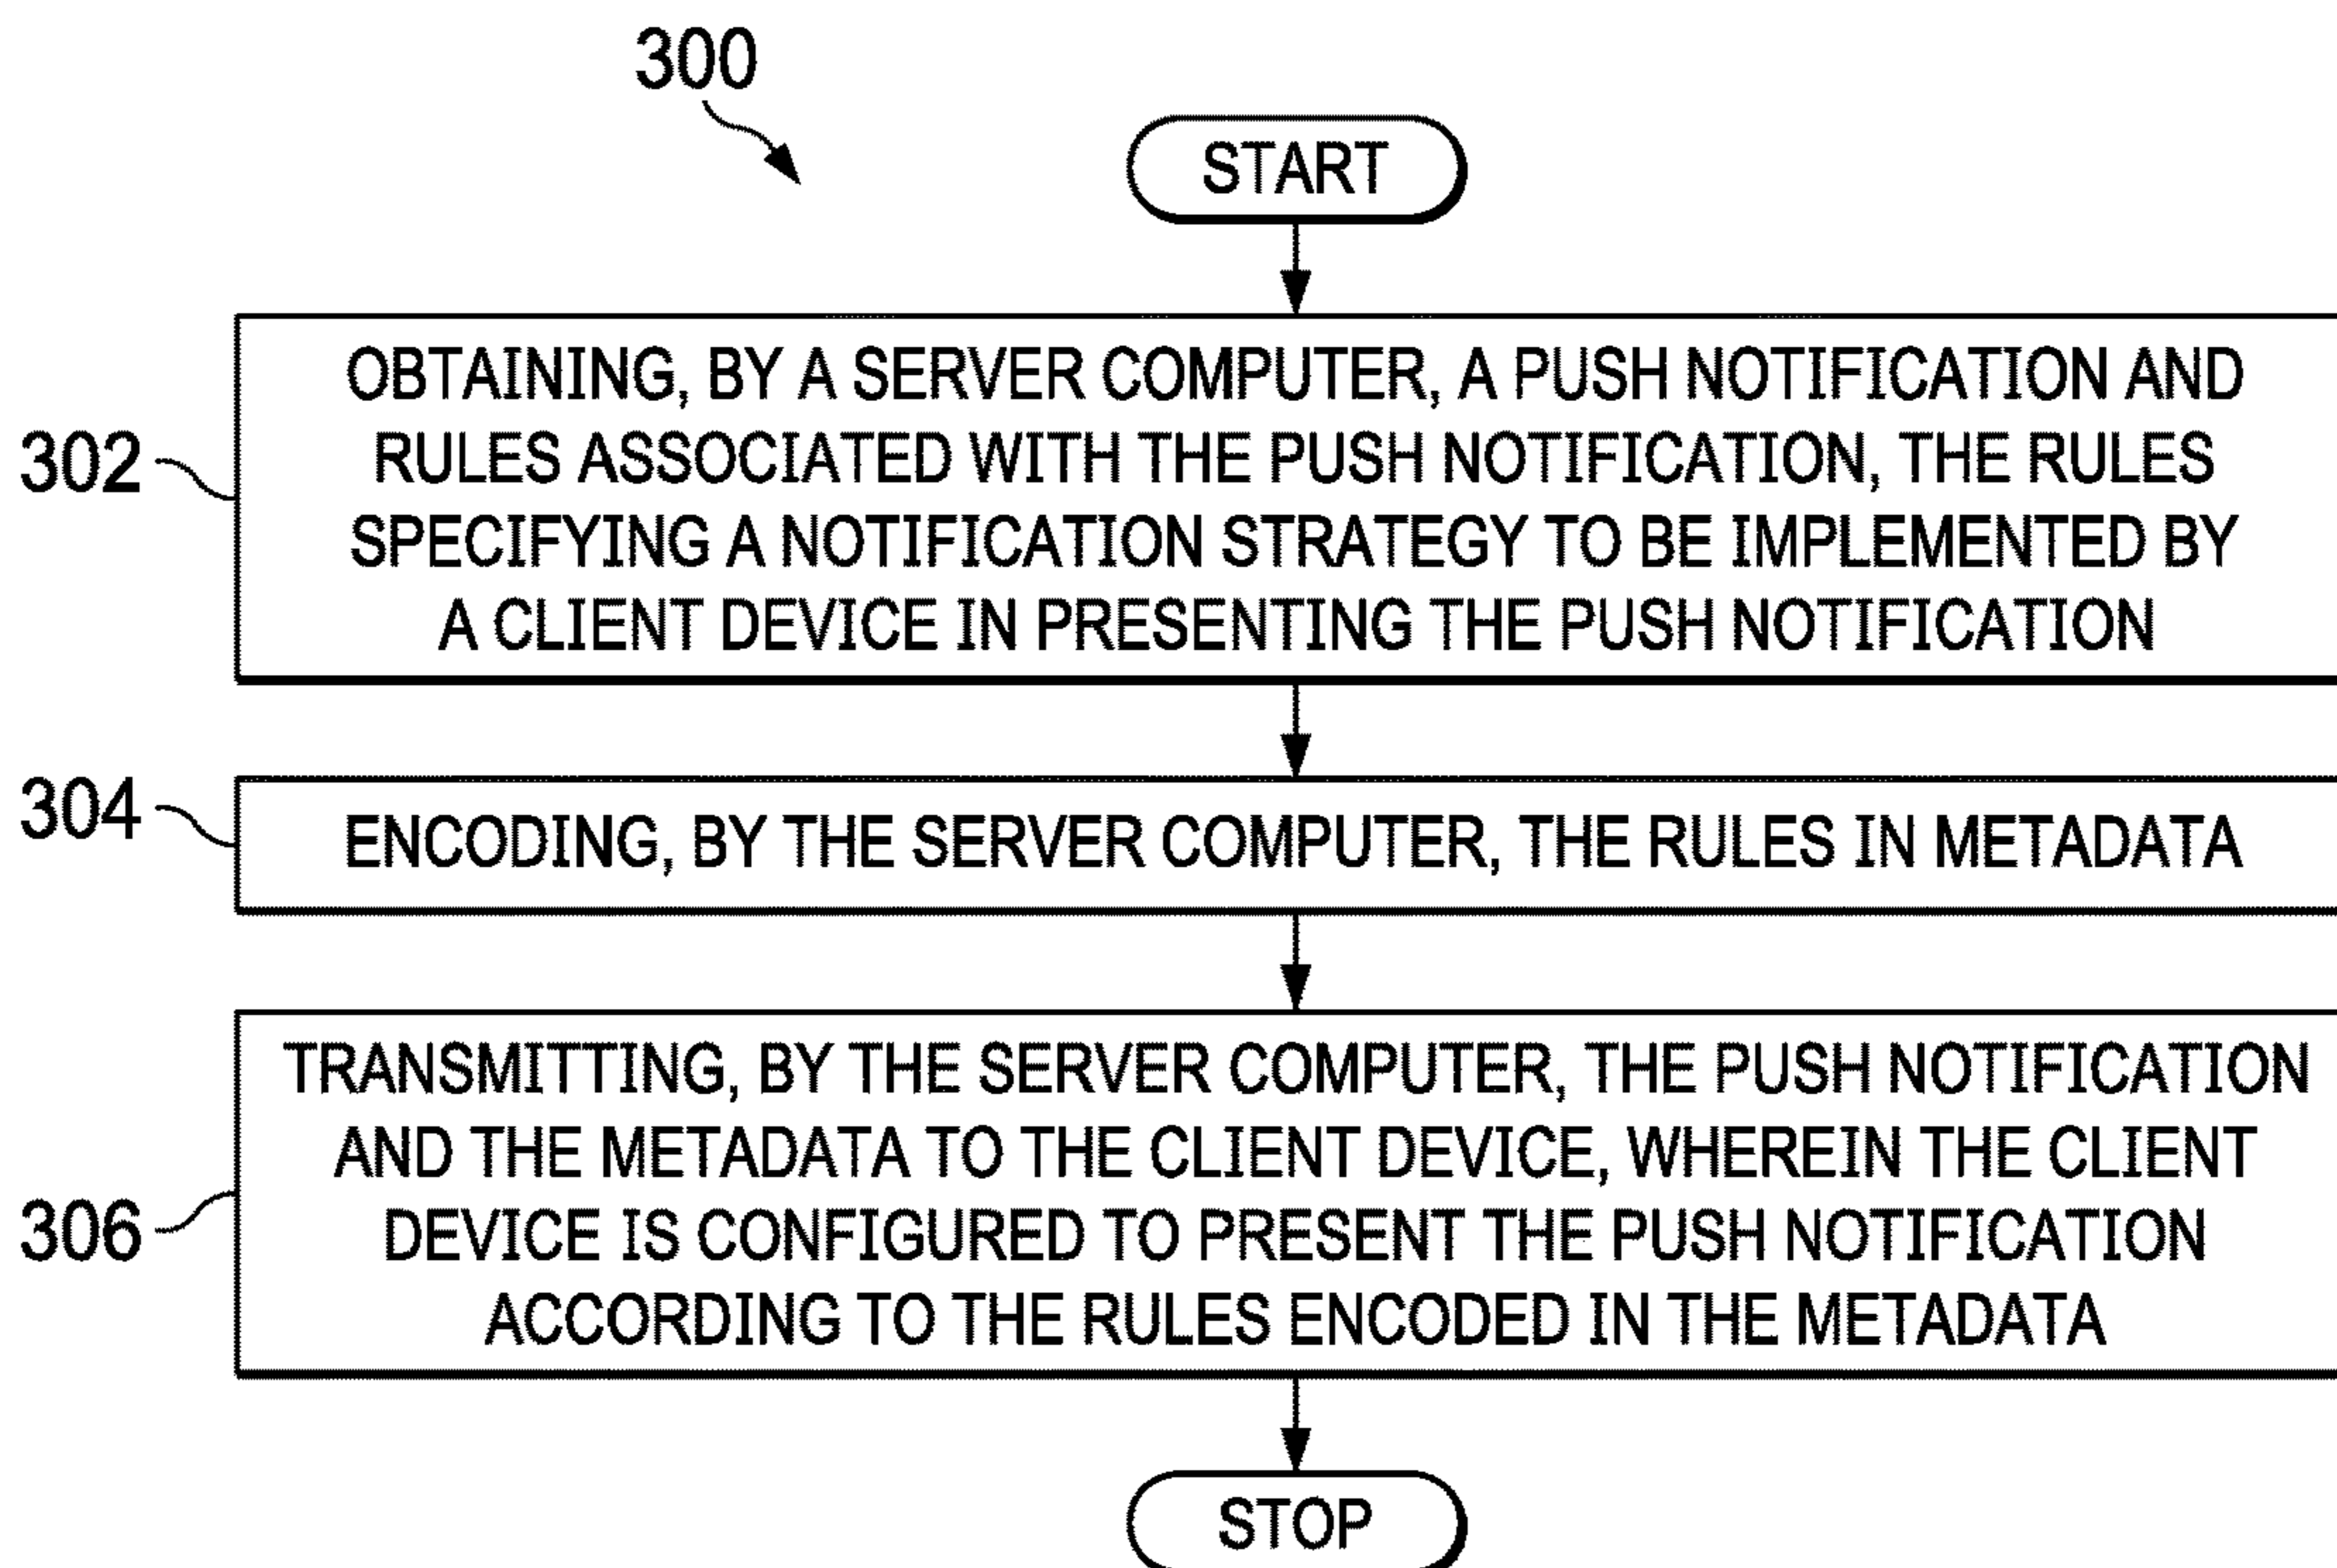 300
START
302
OBTAINING, BY A SERVER COMPUTER, A PUSH NOTIFICATION AND
RULES ASSOCIATED WITH THE PUSH NOTIFICATION, THE RULES
SPECIFYING A NOTIFICATION STRATEGY TO BE IMPLEMENTED BY
A CLIENT DEVICE IN PRESENTING THE PUSH NOTIFICATION
304
ENCODING, BY THE SERVER COMPUTER, THE RULES IN METADATA
306
TRANSMITTING, BY THE SERVER COMPUTER, THE PUSH NOTIFICATION
AND THE METADATA TO THE CLIENT DEVICE, WHEREIN THE CLIENT
DEVICE IS CONFIGURED TO PRESENT THE PUSH NOTIFICATION
ACCORDING TO THE RULES ENCODED IN THE METADATA
STOP